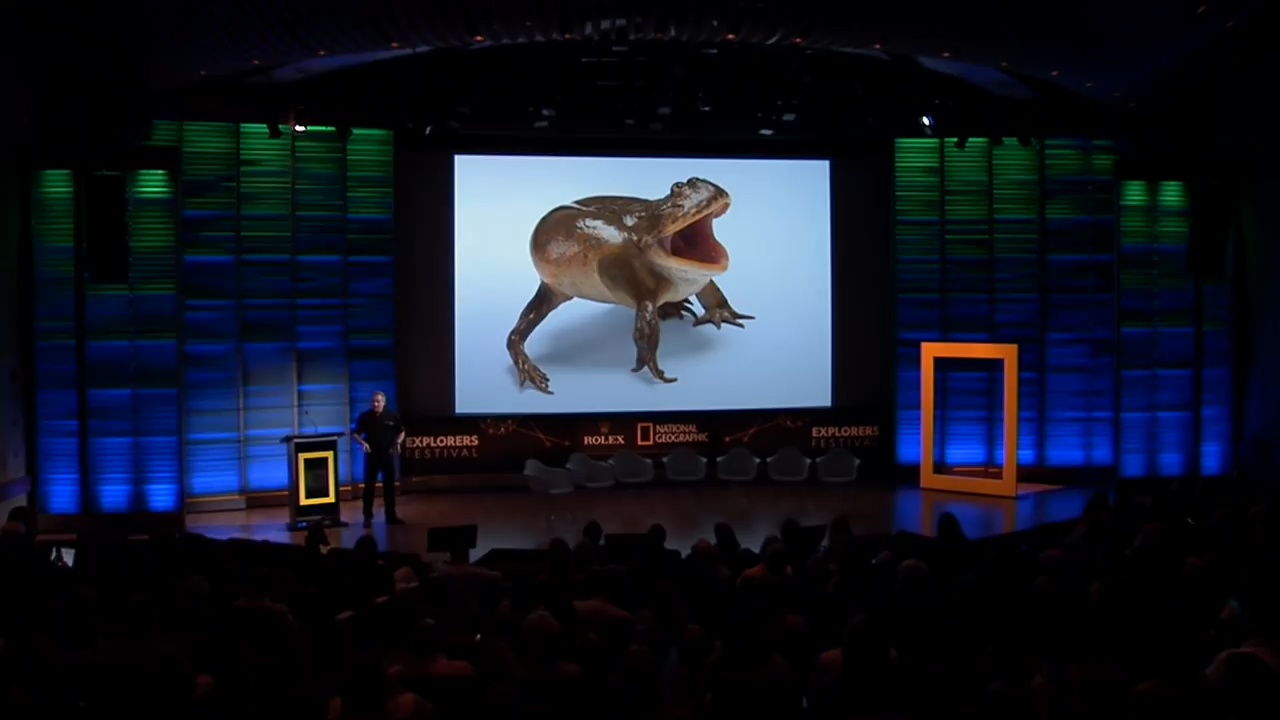 EXPLORERS
FESTIVAL
ROLEX
NATIONAL
GEOGRAPHIC
EXPLORERS
FESTIVAL